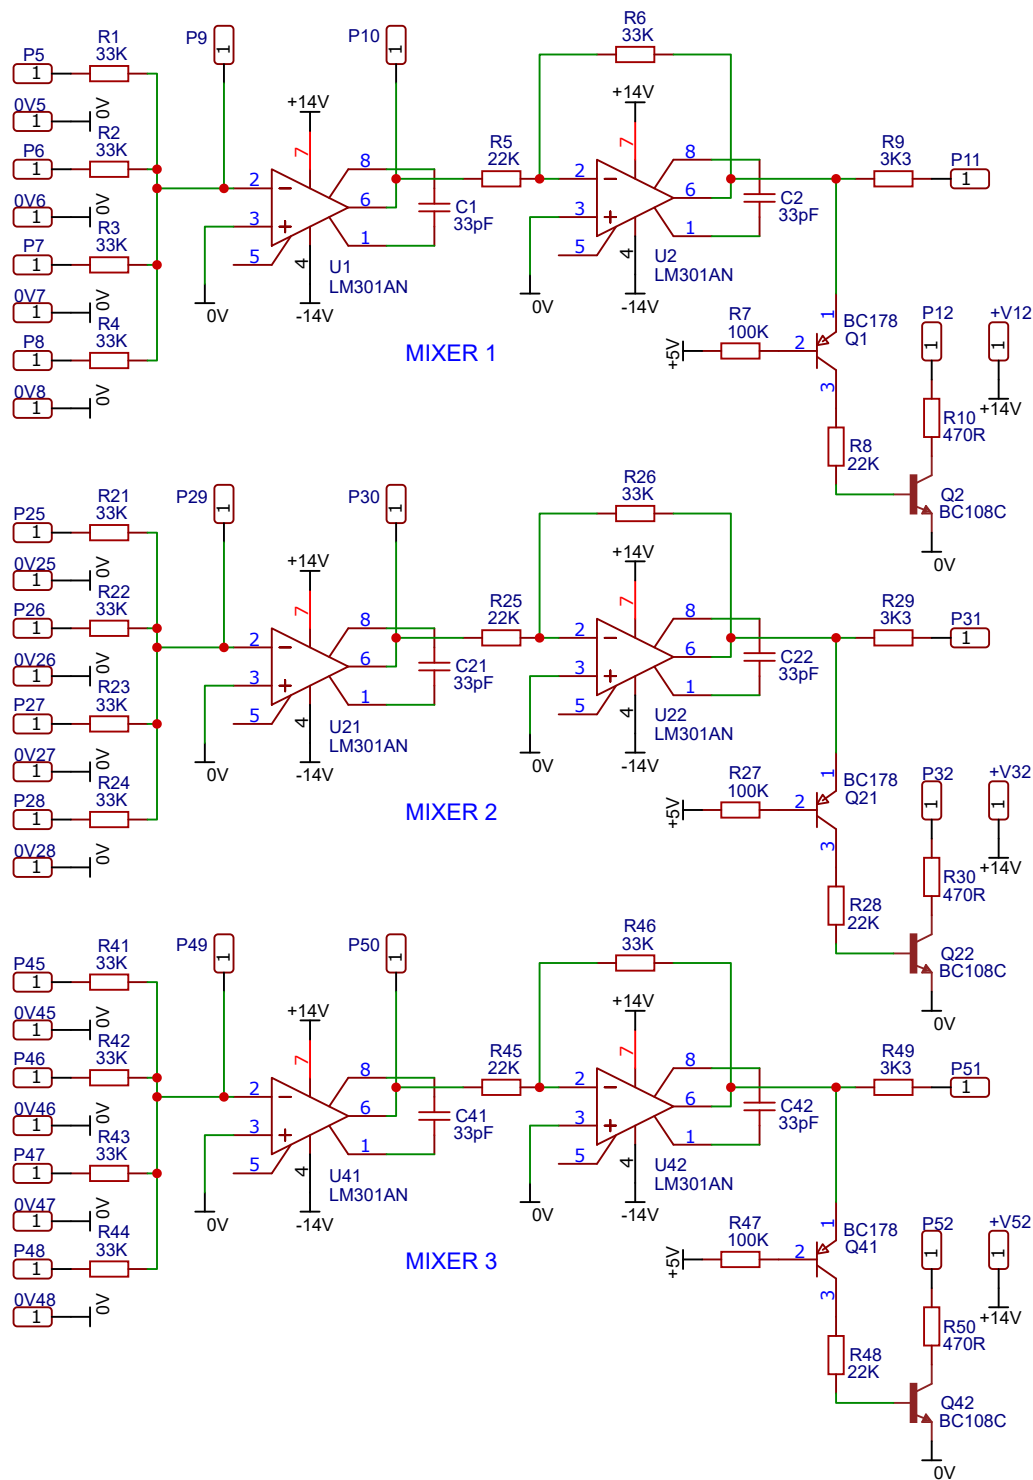 P5
1
R1
33K
P9
1
P10
1
R6
33K
0V5
1
0V
+14V
+14V
R2
33K
P6
1
7
8
R5
22K
7
8
R9
3K3
P11
1
2
6
C1
33pF
2
6
C2
33pF
0V6
1
0V
3
1
3
1
R3
33K
P7
1
5
4
U1
LM301AN
5
4
U2
LM301AN
0V7
1
0V
0V
-14V
0V
-14V
R4
33K
P8
1
MIXER 1
R7
100K
+5V
2
1
BC178
Q1
3
P12
1
+V12
1
0V8
1
0V
R10
470R
+14V
R8
22K
Q2
BC108C
0V
P25
1
R21
33K
P29
1
P30
1
R26
33K
0V25
1
0V
+14V
+14V
R22
33K
P26
1
7
8
R25
22K
7
8
R29
3K3
P31
1
2
6
C21
33pF
2
6
C22
33pF
0V26
1
0V
3
1
3
1
R23
33K
P27
1
5
4
U21
LM301AN
5
4
U22
LM301AN
0V27
1
0V
0V
-14V
0V
-14V
R24
33K
P28
1
MIXER 2
R27
100K
+5V
2
1
BC178
Q21
3
P32
1
+V32
1
0V28
1
0V
R30
470R
+14V
R28
22K
Q22
BC108C
0V
P45
1
R41
33K
P49
1
P50
1
R46
33K
0V45
1
0V
+14V
+14V
R42
33K
P46
1
7
8
R45
22K
7
8
R49
3K3
P51
1
2
6
C41
33pF
2
6
C42
33pF
0V46
1
0V
3
1
3
1
R43
33K
P47
1
5
4
U41
LM301AN
5
4
U42
LM301AN
0V47
1
0V
0V
-14V
0V
-14V
R44
33K
P48
1
MIXER 3
R47
100K
+5V
2
1
BC178
Q41
3
P52
1
+V52
1
0V48
1
0V
R50
470R
+14V
R48
22K
Q42
BC108C
0V